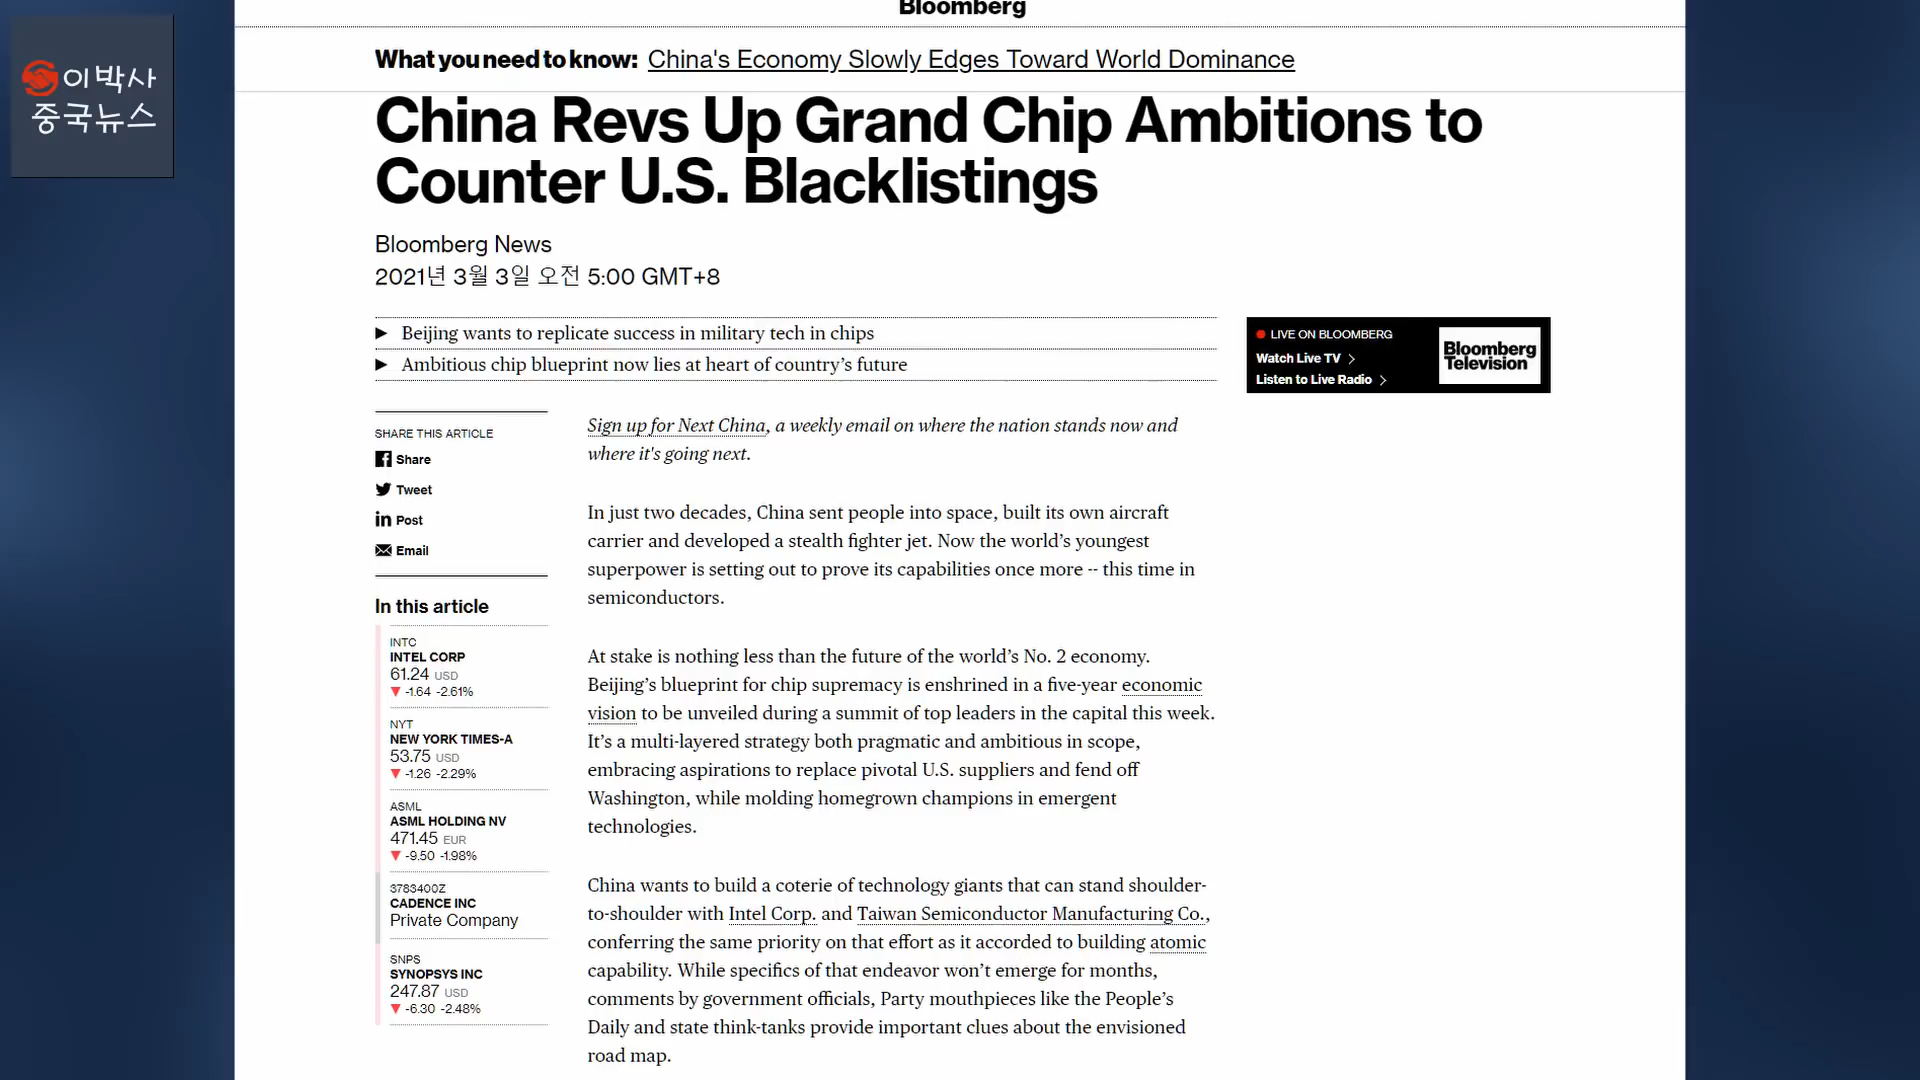 이박사
중국뉴스
Bloomberg
What you need to know: China's Economy Slowly Edges Toward World Dominance
China Revs Up Grand Chip Ambitions to
Counter U.S. Blacklistings
Bloomberg News
2021년 3월 3일 오전 5:00 GMT+8
▶ Beijing wants to replicate success in military tech in chips
▶ Ambitious chip blueprint now lies at heart of country’s future
LIVE ON BLOOMBERG
Watch Live TV >
Listen to Live Radio >
Bloomberg
Television
SHARE THIS ARTICLE
Share
Tweet
Post
Email
In this article
INTC
INTEL CORP
61.24 USD
▼ -1.64 -2.61%
NYT
NEW YORK TIMES-A
53.75 USD
▼ -1.26 -2.29%
ASML
ASML HOLDING NV
471.45 EUR
▼ -9.50 -1.98%
3783400Z
CADENCE INC
Private Company
SNPS
SYNOPSYS INC
247.87 USD
▼ -6.30 -2.48%
Sign up for Next China, a weekly email on where the nation stands now and
where it's going next.
In just two decades, China sent people into space, built its own aircraft
carrier and developed a stealth fighter jet. Now the world’s youngest
superpower is setting out to prove its capabilities once more -- this time in
semiconductors.
At stake is nothing less than the future of the world’s No. 2 economy.
Beijing’s blueprint for chip supremacy is enshrined in a five-year economic
vision to be unveiled during a summit of top leaders in the capital this week.
It’s a multi-layered strategy both pragmatic and ambitious in scope,
embracing aspirations to replace pivotal U.S. suppliers and fend off
Washington, while molding homegrown champions in emergent
technologies.
China wants to build a coterie of technology giants that can stand shoulder-
to-shoulder with Intel Corp. and Taiwan Semiconductor Manufacturing Co.,
conferring the same priority on that effort as it accorded to building atomic
capability. While specifics of that endeavor won’t emerge for months,
comments by government officials, Party mouthpieces like the People’s
Daily and state think-tanks provide important clues about the envisioned
road map.